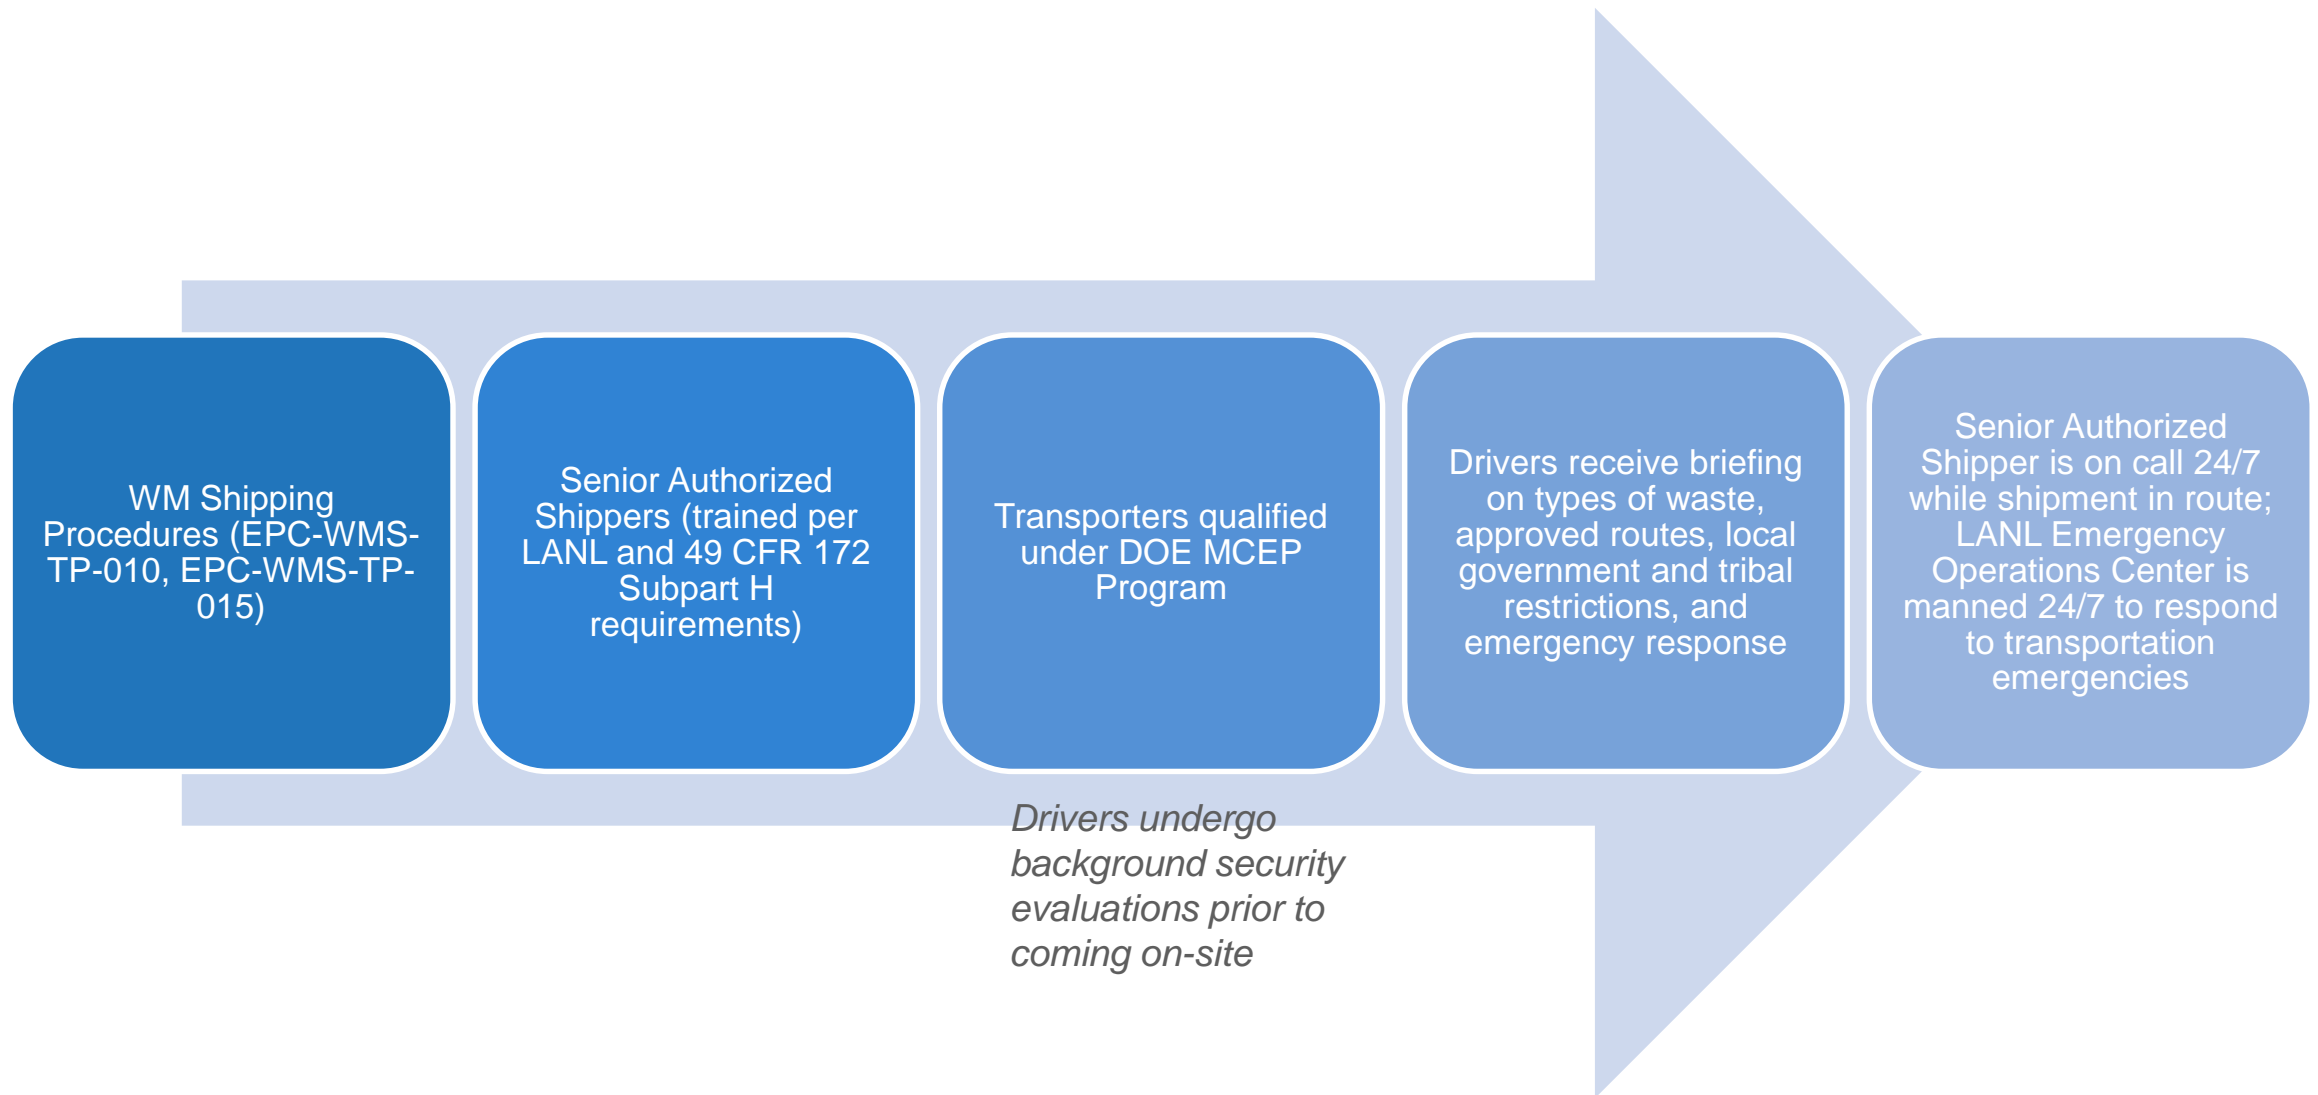 WM Shipping
Procedures (EPC-WMS-
TP-010, EPC-WMS-TP-
015)
Senior Authorized
Shippers (trained per
LANL and 49 CFR 172
Subpart H
requirements)
Transporters qualified
under DOE MCEP
Program
Drivers receive briefing
on types of waste,
approved routes, local
government and tribal
restrictions, and
emergency response
Senior Authorized
Shipper is on call 24/7
while shipment in route;
LANL Emergency
Operations Center is
manned 24/7 to respond
to transportation
emergencies
Drivers undergo
background security
evaluations prior to
coming on-site